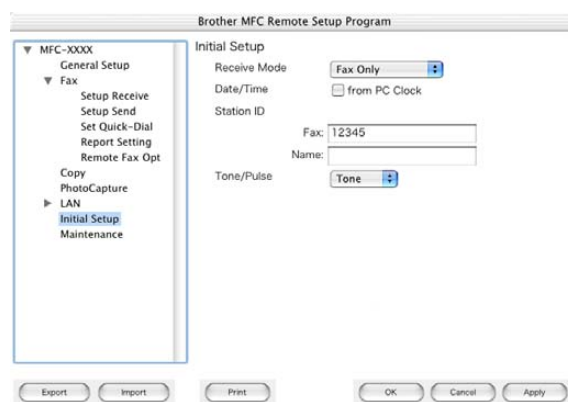 Brother MFC Remote Setup Program
MFC-XXXX
General Setup
Fax
Setup Receive
Setup Send
Set Quick-Dial
Report Setting
Remote Fax Opt
Copy
PhotoCapture
LAN
Initial Setup
Maintenance
Initial Setup
Receive Mode Fax Only
Date/Time from PC Clock
Station ID
Fax: 12345
Name:
Tone/Pulse Tone
Export Import Print OK Cancel Apply